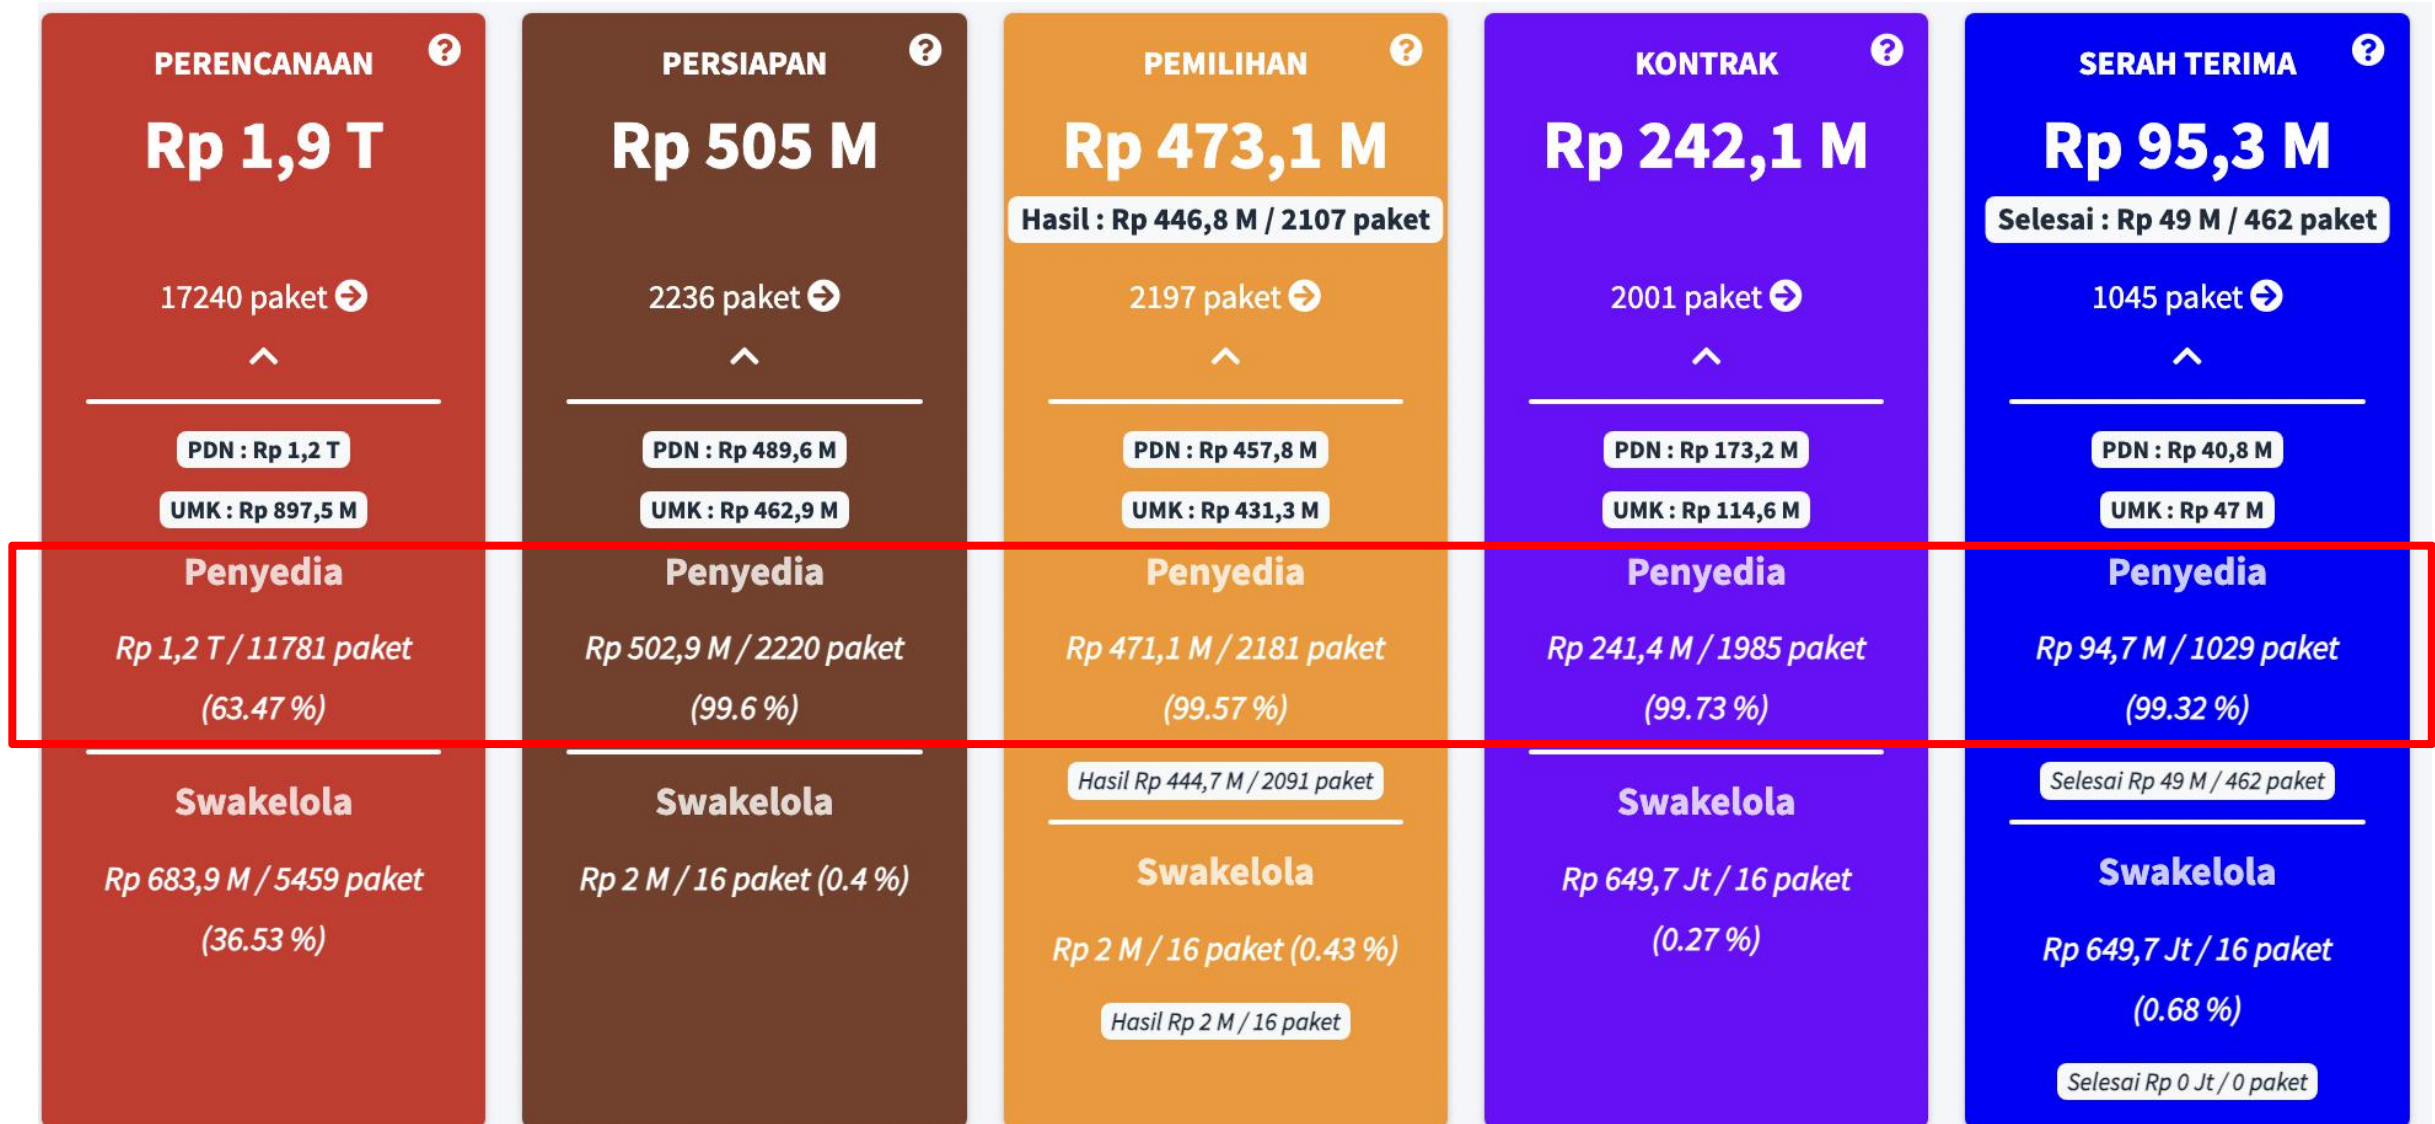 PERENCANAAN
Rp 1,9 T
17240 paket
PDN : Rp 1,2 T
UMK : Rp 897,5 M
Penyedia
Rp 1,2 T / 11781 paket
(63.47 %)
Swakelola
Rp 683,9 M / 5459 paket
(36.53 %)
PERSIAPAN
Rp 505 M
2236 paket
PDN : Rp 489,6 M
UMK : Rp 462,9 M
Penyedia
Rp 502,9 M / 2220 paket
(99.6 %)
Swakelola
Rp 2 M / 16 paket (0.4 %)
PEMILIHAN
Rp 473,1 M
Hasil : Rp 446,8 M / 2107 paket
2197 paket
PDN : Rp 457,8 M
UMK : Rp 431,3 M
Penyedia
Rp 471,1 M / 2181 paket
(99.57 %)
Hasil Rp 444,7 M / 2091 paket
Swakelola
Rp 2 M / 16 paket (0.43 %)
Hasil Rp 2 M / 16 paket
KONTRAK
Rp 242,1 M
2001 paket
PDN : Rp 173,2 M
UMK : Rp 114,6 M
Penyedia
Rp 241,4 M / 1985 paket
(99.73 %)
Swakelola
Rp 649,7 Jt / 16 paket
(0.27 %)
SERAH TERIMA
Rp 95,3 M
Selesai : Rp 49 M / 462 paket
1045 paket
PDN : Rp 40,8 M
UMK : Rp 47 M
Penyedia
Rp 94,7 M / 1029 paket
(99.32 %)
Selesai Rp 49 M / 462 paket
Swakelola
Rp 649,7 Jt / 16 paket
(0.68 %)
Selesai Rp 0 Jt / 0 paket